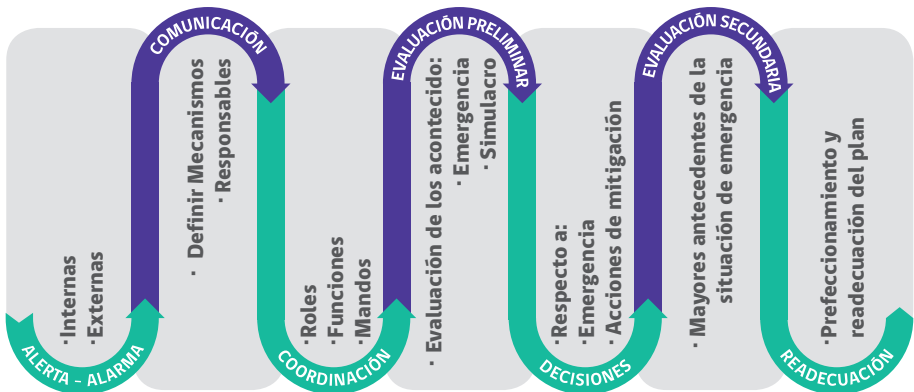 ALERTA – ALARMA
· Internas
· Externas
COMUNICACIÓN
· Definir Mecanismos
· Responsables
COORDINACIÓN
· Roles
· Funciones
· Mandos
EVALUACIÓN PRELIMINAR
· Evaluación de los acontecido:
· Emergencia
· Simulacro
DECISIONES
· Respecto a:
· Emergencia
· Acciones de mitigación
EVALUACIÓN SECUNDARIA
· Mayores antecedentes de la
situación de emergencia
READECUACIÓN
· Prefeccionamiento y
readecuación del plan